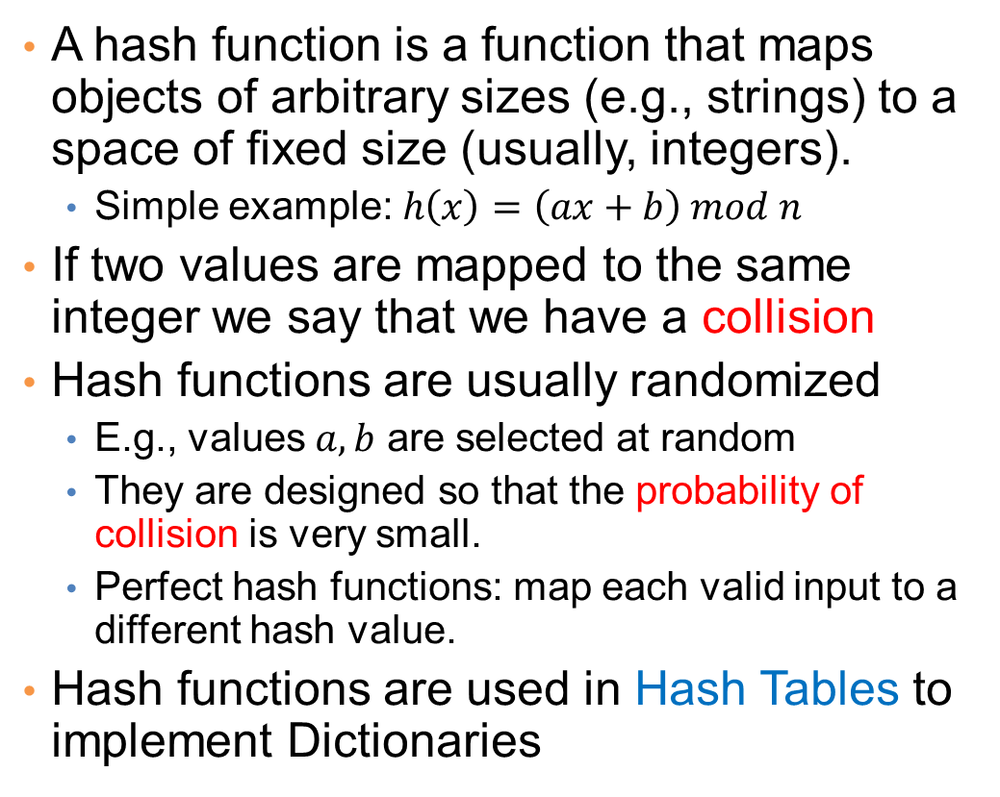 • A hash function is a function that maps
objects of arbitrary sizes (e.g., strings) to a
space of fixed size (usually, integers).
• Simple example: ℎ(𝑥) = (𝑎𝑥 + 𝑏) 𝑚𝑜𝑑 𝑛
• If two values are mapped to the same
integer we say that we have a collision
• Hash functions are usually randomized
• E.g., values 𝑎, 𝑏 are selected at random
• They are designed so that the probability of
collision is very small.
• Perfect hash functions: map each valid input to a
different hash value.
• Hash functions are used in Hash Tables to
implement Dictionaries